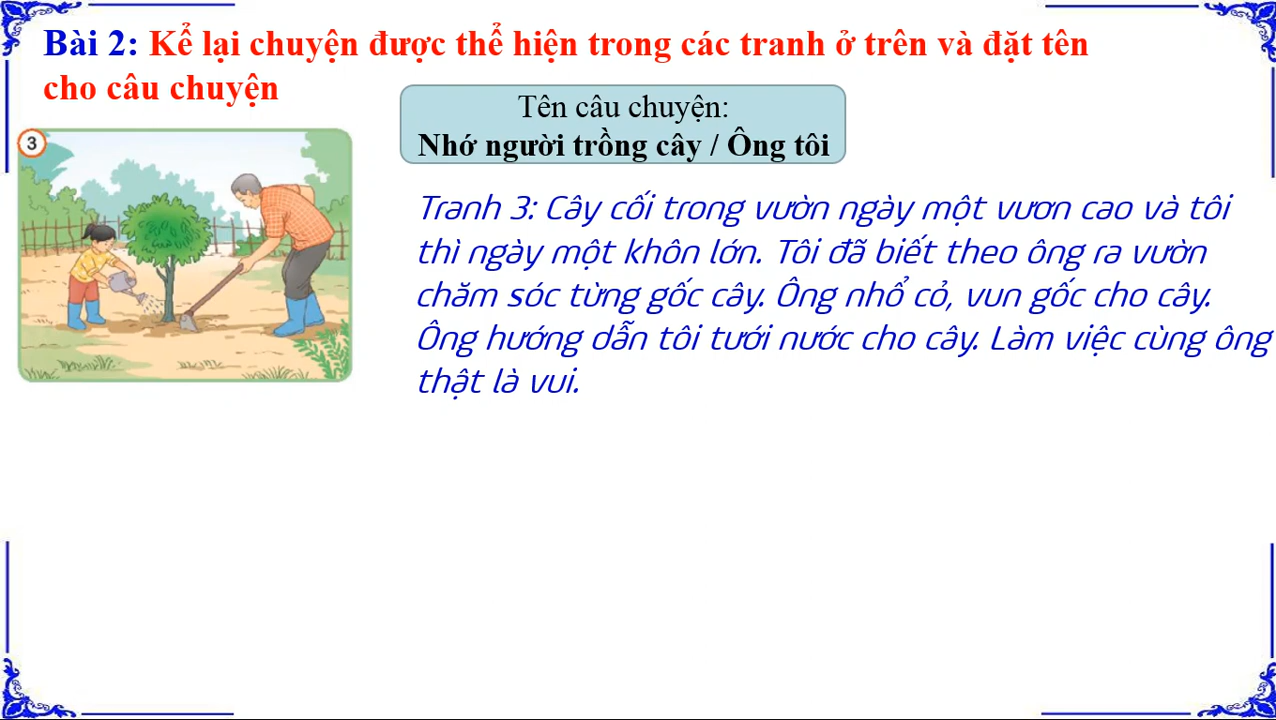 Bài 2: Kể lại chuyện được thể hiện trong các tranh ở trên và đặt tên
cho câu chuyện
Tên câu chuyện:
Nhớ người trồng cây / Ông tôi
3
Tranh 3: Cây cối trong vườn ngày một vươn cao và tôi
thì ngày một khôn lớn. Tôi đã biết theo ông ra vườn
chăm sóc từng gốc cây. Ông nhổ cỏ, vun gốc cho cây.
Ông hướng dẫn tôi tưới nước cho cây. Làm việc cùng ông
thật là vui.